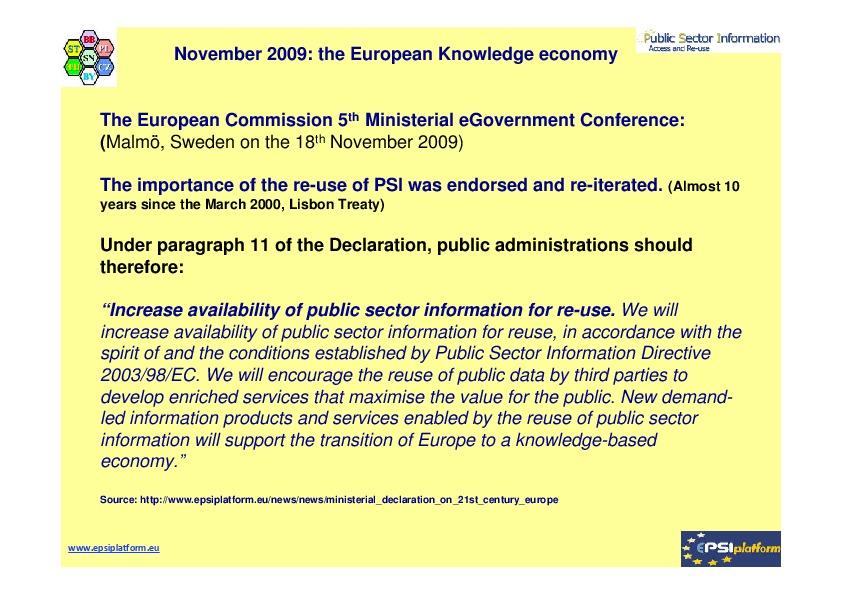 BB
ST
PL
SN
CZ
BY
November 2009: the European Knowledge economy
Public Sector Information
Access and Re-use
The European Commission 5th Ministerial eGovernment Conference:
(Malmö, Sweden on the 18th November 2009)
The importance of the re-use of PSI was endorsed and re-iterated. (Almost 10
years since the March 2000, Lisbon Treaty)
Under paragraph 11 of the Declaration, public administrations should
therefore:
“Increase availability of public sector information for re-use. We will
increase availability of public sector information for reuse, in accordance with the
spirit of and the conditions established by Public Sector Information Directive
2003/98/EC. We will encourage the reuse of public data by third parties to
develop enriched services that maximise the value for the public. New demand-
led information products and services enabled by the reuse of public sector
information will support the transition of Europe to a knowledge-based
economy.”
Source: http://www.epsiplatform.eu/news/news/ministerial_declaration_on_21st_century_europe
www.epsiplatform.eu
ePSIplatform